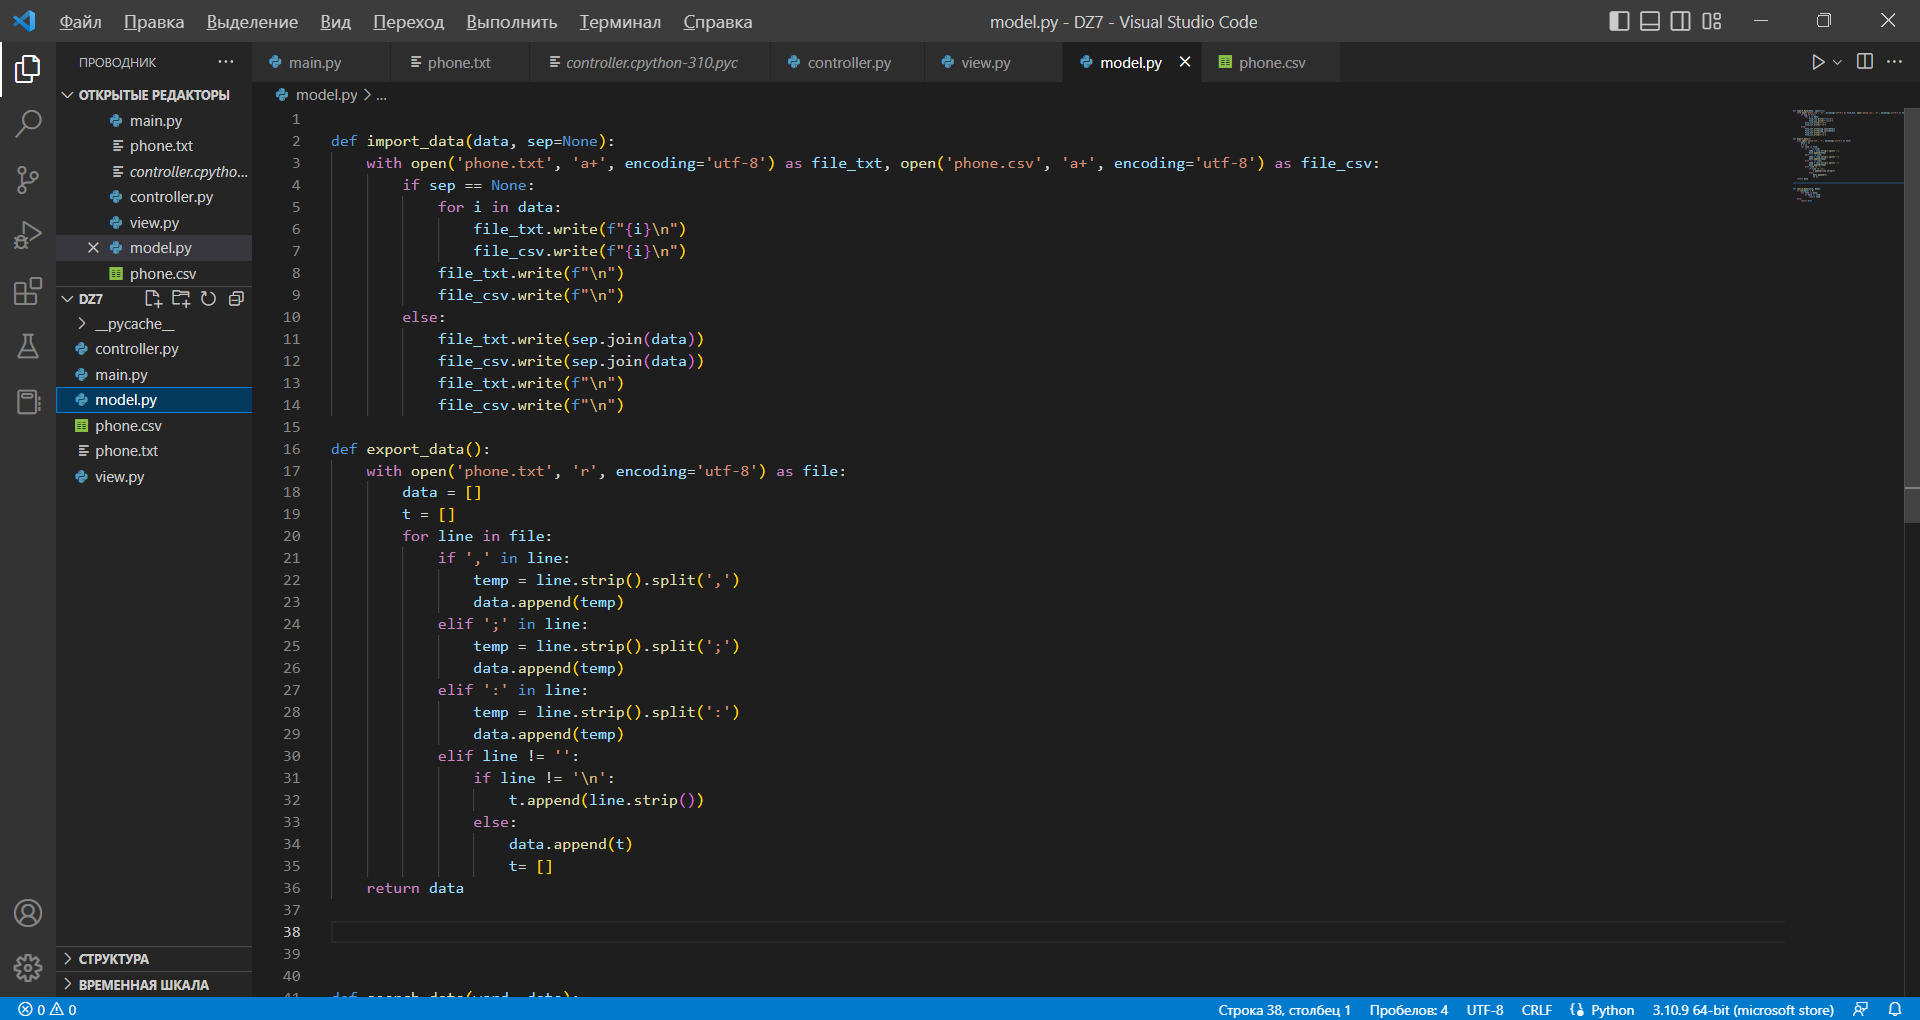 Файл Правка Выделение Вид Переход Выполнить Терминал Справка
model.py - DZ7 - Visual Studio Code
ПРОВОДНИК
ОТКРЫТЫЕ РЕДАКТОРЫ
main.py
phone.txt
controller.cpytho...
controller.py
view.py
model.py
phone.csv
DZ7
__pycache__
controller.py
main.py
model.py
phone.csv
phone.txt
view.py
СТРУКТУРА
ВРЕМЕННАЯ ШКАЛА
main.py phone.txt controller.cpython-310.pyc controller.py view.py model.py phone.csv
model.py > ...
1
2 def import_data(data, sep=None):
3     with open('phone.txt', 'a+', encoding='utf-8') as file_txt, open('phone.csv', 'a+', encoding='utf-8') as file_csv:
4         if sep == None:
5             for i in data:
6                 file_txt.write(f"{i}\n")
7                 file_csv.write(f"{i}\n")
8             file_txt.write(f"\n")
9             file_csv.write(f"\n")
10         else:
11             file_txt.write(sep.join(data))
12             file_csv.write(sep.join(data))
13             file_txt.write(f"\n")
14             file_csv.write(f"\n")
15
16 def export_data():
17     with open('phone.txt', 'r', encoding='utf-8') as file:
18         data = []
19         t = []
20         for line in file:
21             if ',' in line:
22                 temp = line.strip().split(',')
23                 data.append(temp)
24             elif ';' in line:
25                 temp = line.strip().split(';')
26                 data.append(temp)
27             elif ':' in line:
28                 temp = line.strip().split(':')
29                 data.append(temp)
30             elif line != '':
31                 if line != '\n':
32                     t.append(line.strip())
33                 else:
34                     data.append(t)
35                     t= []
36     return data
37
38
39
40
41 def search_data(word, data):
0 0
Строка 38, столбец 1 Пробелов: 4 UTF-8 CRLF Python 3.10.9 64-bit (microsoft store)